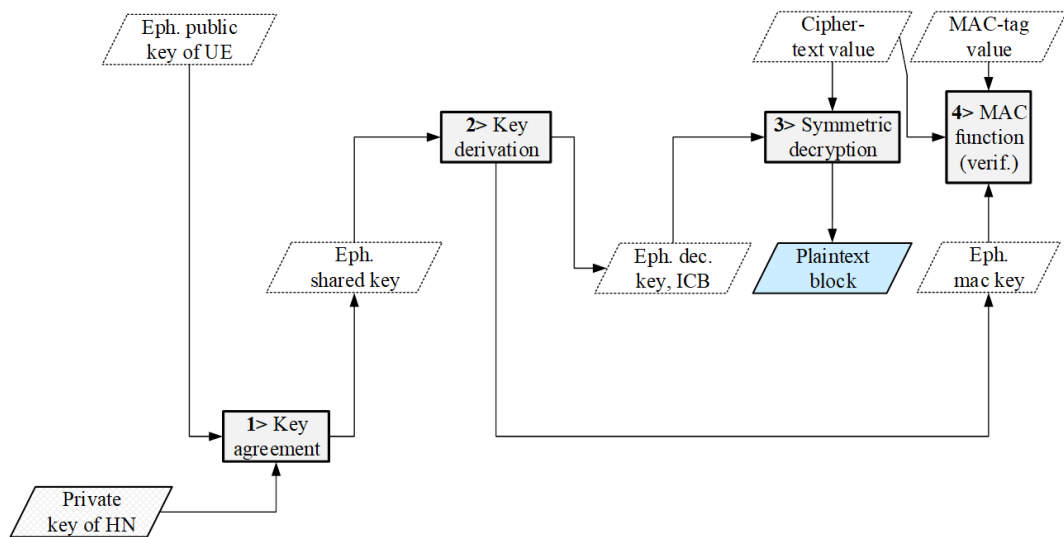 Eph. public
key of UE
Cipher-
text value
MAC-tag
value
2> Key
derivation
3> Symmetric
decryption
4> MAC
function
(verif.)
Eph.
shared key
Eph. dec.
key, ICB
Plaintext
block
Eph.
mac key
1> Key
agreement
Private
key of HN